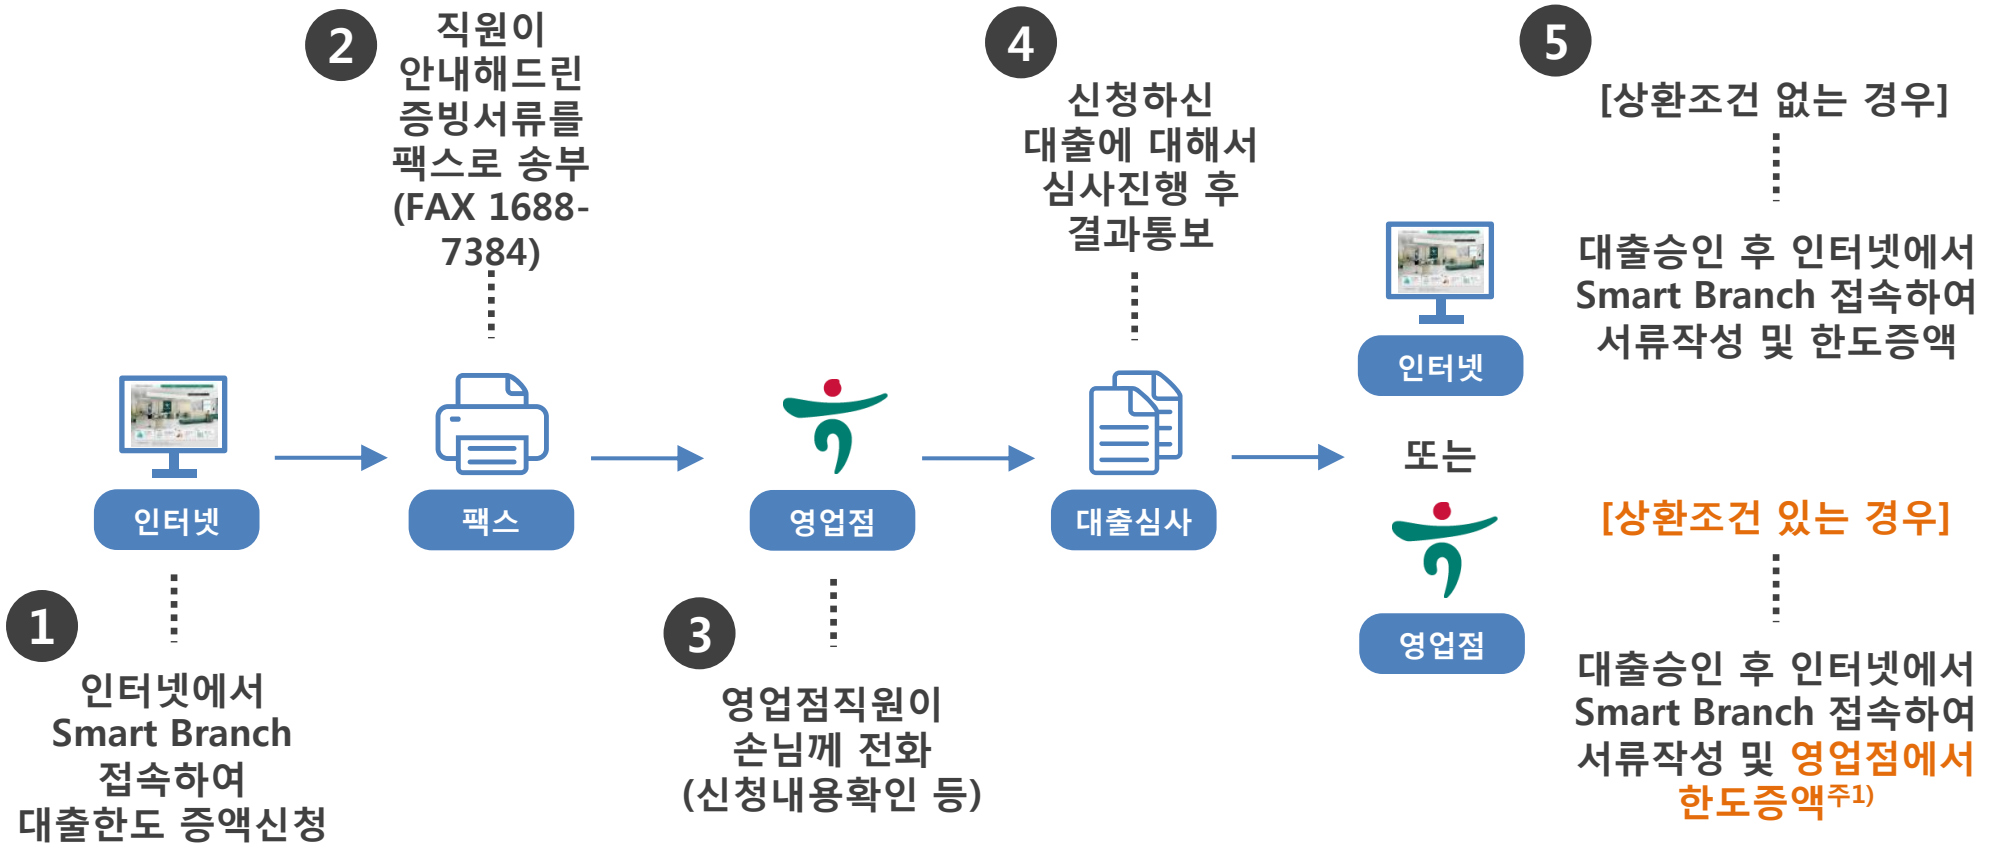 1
인터넷에서
Smart Branch
접속하여
대출한도 증액신청
인터넷
2
직원이
안내해드린
증빙서류를
팩스로 송부
(FAX 1688-
7384)
팩스
영업점
3
영업점직원이
손님께 전화
(신청내용확인 등)
4
신청하신
대출에 대해서
심사진행 후
결과통보
대출심사
5
[상환조건 없는 경우]
대출승인 후 인터넷에서
Smart Branch 접속하여
서류작성 및 한도증액
인터넷
또는
영업점
[상환조건 있는 경우]
대출승인 후 인터넷에서
Smart Branch 접속하여
서류작성 및 영업점에서
한도증액주1)